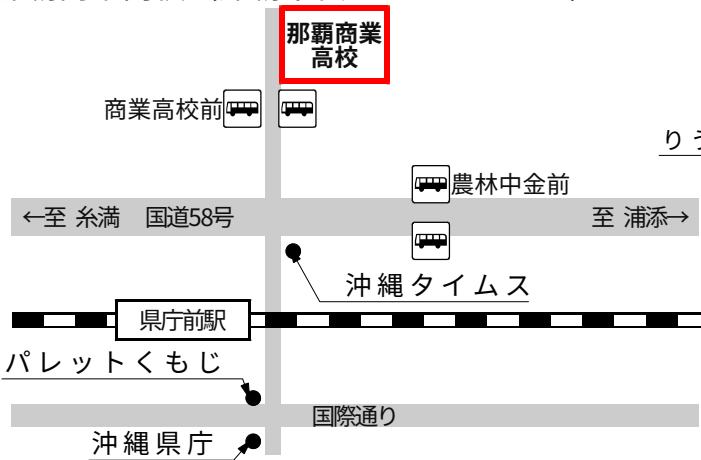 那覇商業
高校
商業高校前
りう
農林中金前
←至 糸満 国道58号
至 浦添→
沖縄タイムス
県庁前駅
パレットくもじ
国際通り
沖縄県庁